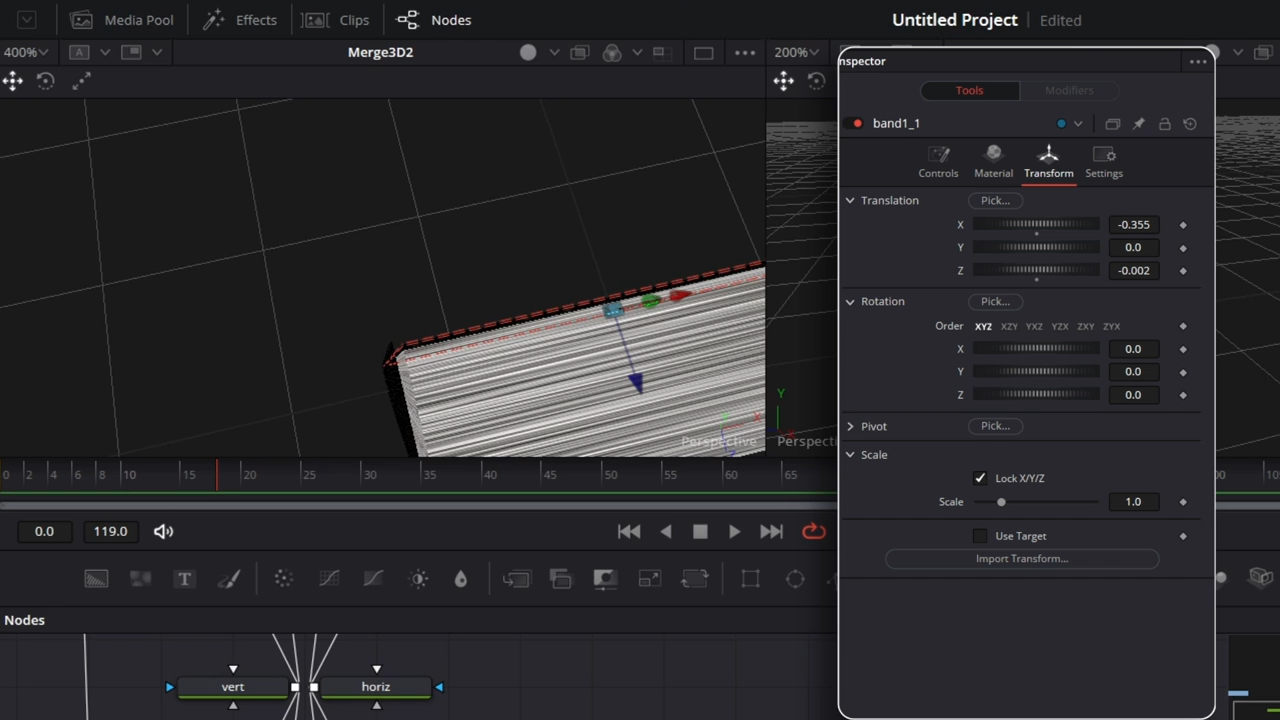 Media Pool Effects Clips Nodes Untitled Project Edited
400% A Merge3D2 200%
nspector
Tools Modifiers
band1_1
Controls Material Transform Settings
Translation Pick...
X -0.355
Y 0.0
Z -0.002
Rotation Pick...
Order XYZ XZY YXZ YZX ZXY ZYX
X 0.0
Y 0.0
Z 0.0
Y
X
Perspective Perspecti
Pivot Pick...
Scale
Lock X/Y/Z
Scale 1.0
0 2 4 6 8 10 15 20 25 30 35 40 45 50 55 60 65 00 10
0.0 119.0
Use Target
Import Transform...
T
Nodes
vert horiz